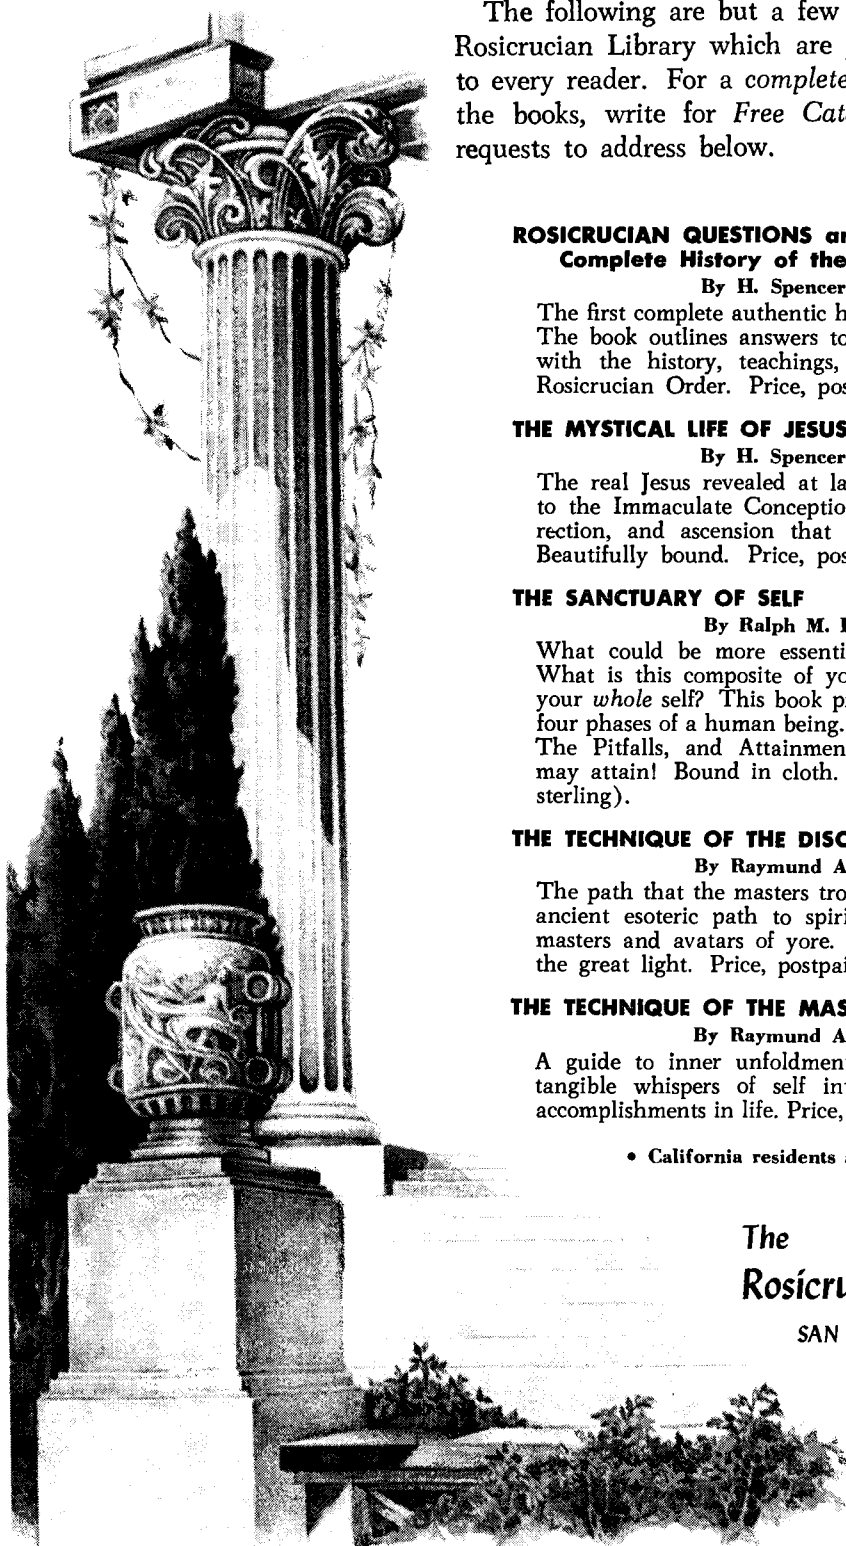 The following are but a few
Rosicrucian Library which are
to every reader. For a complete
the books, write for Free Cat
requests to address below.
ROSICRUCIAN QUESTIONS an
Complete History of the
By H. Spencer
The first complete authentic h
The book outlines answers to
with the history, teachings,
Rosicrucian Order. Price, pos
THE MYSTICAL LIFE OF JESUS
By H. Spencer
The real Jesus revealed at la
to the Immaculate Conceptio
rection, and ascension that
Beautifully bound. Price, pos
THE SANCTUARY OF SELF
By Ralph M.
What could be more essenti
What is this composite of yo
your whole self? This book p
four phases of a human being.
The Pitfalls, and Attainmen
may attain! Bound in cloth.
sterling).
THE TECHNIQUE OF THE DISC
By Raymund A
The path that the masters tro
ancient esoteric path to spiri
masters and avatars of yore.
the great light. Price, postpai
THE TECHNIQUE OF THE MAS
By Raymund A
A guide to inner unfoldmen
tangible whispers of self in
accomplishments in life. Price,
• California residents
The
Rosicru
SAN